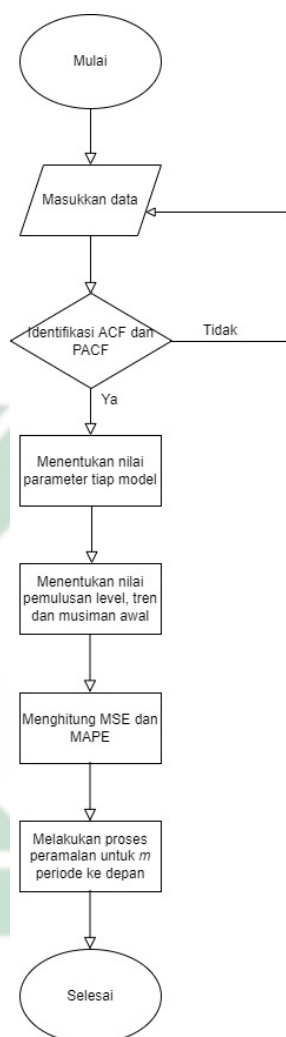 Mulai
Masukkan data
Identifikasi ACF dan
PACF
Tidak
Ya
Menentukan nilai
parameter tiap model
Menentukan nilai
pemulusan level, tren
dan musiman awal
Menghitung MSE dan
MAPE
Melakukan proses
peramalan untuk m
periode ke depan
Selesai